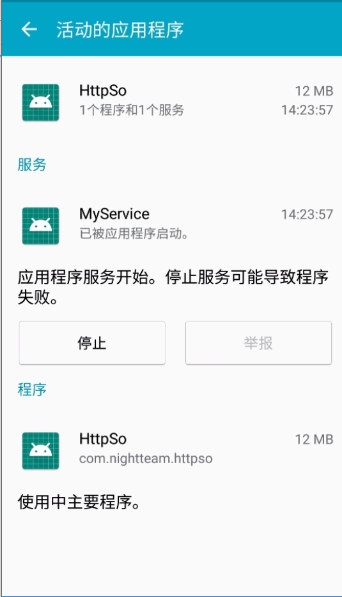 活动的应用程序
HttpSo 12 MB
1个程序和1个服务 14:23:57
服务
MyService 14:23:57
已被应用程序启动。
应用程序服务开始。停止服务可能导致程序
失败。
停止 举报
程序
HttpSo 12 MB
com.nightteam.httpso
使用中主要程序。